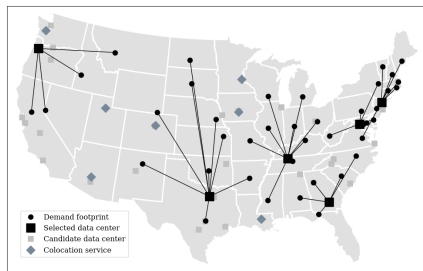 Demand footprint
Selected data center
Candidate data center
Colocation service